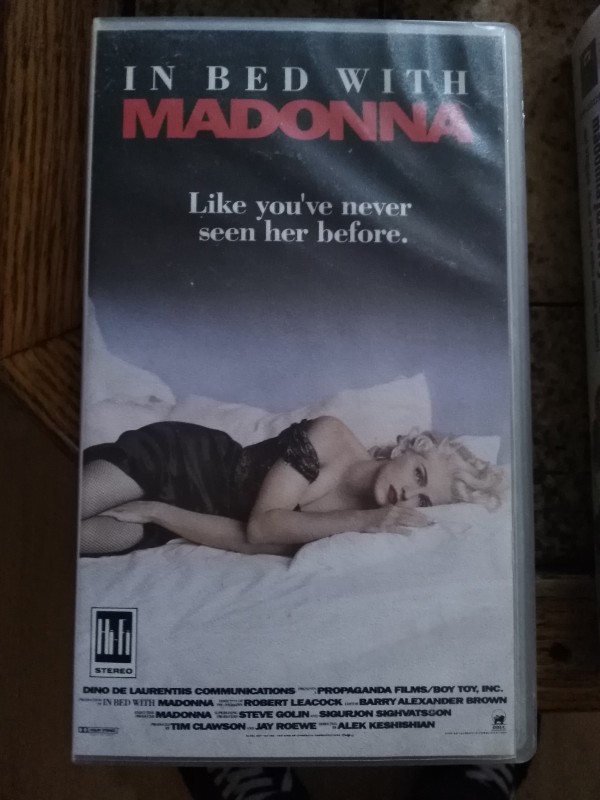 IN BED WITH
MADONNA
Like you've never
seen her before.
Hi-Fi
STEREO
DINO DE LAURENTIIS COMMUNICATIONS PROPAGANDA FILMS/BOY TOY, INC.
IN BED WITH MADONNA ROBERT LEACOCK BARRY ALEXANDER BROWN
MADONNA STEVE GOLIN SIGURJON SIGHVATSSON
TIM CLAWSON JAY ROEWE ALEK KESHISHIAN